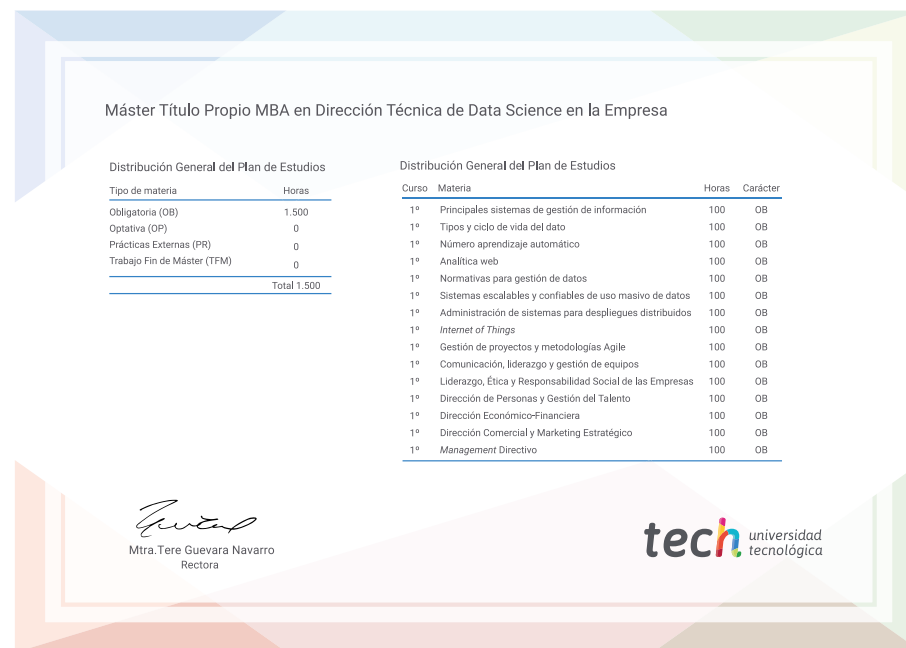 Máster Título Propio MBA en Dirección Técnica de Data Science en la Empresa
Distribución General del Plan de Estudios
Tipo de materia Horas
Obligatoria (OB) 1.500
Optativa (OP) 0
Prácticas Externas (PR) 0
Trabajo Fin de Máster (TFM) 0
Total 1.500
Distribución General del Plan de Estudios
Curso Materia Horas Carácter
1º Principales sistemas de gestión de información 100 OB
1º Tipos y ciclo de vida del dato 100 OB
1º Número aprendizaje automático 100 OB
1º Analítica web 100 OB
1º Normativas para gestión de datos 100 OB
1º Sistemas escalables y confiables de uso masivo de datos 100 OB
1º Administración de sistemas para despliegues distribuidos 100 OB
1º Internet of Things 100 OB
1º Gestión de proyectos y metodologías Agile 100 OB
1º Comunicación, liderazgo y gestión de equipos 100 OB
1º Liderazgo, Ética y Responsabilidad Social de las Empresas 100 OB
1º Dirección de Personas y Gestión del Talento 100 OB
1º Dirección Económico-Financiera 100 OB
1º Dirección Comercial y Marketing Estratégico 100 OB
1º Management Directivo 100 OB
Mtra.Tere Guevara Navarro
Rectora
tech universidad
tecnológica